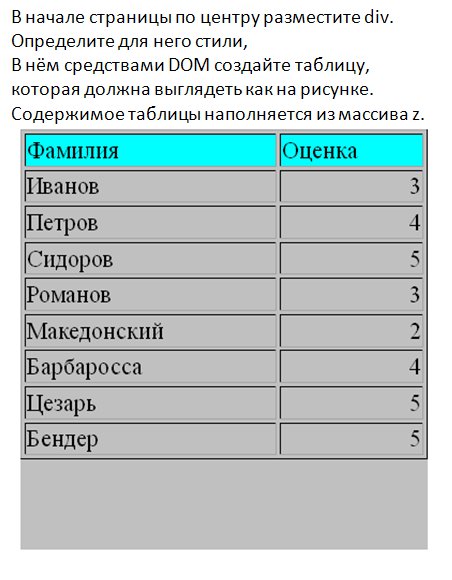 В начале страницы по центру разместите div.
Определите для него стили,
В нём средствами DOM создайте таблицу,
которая должна выглядеть как на рисунке.
Содержимое таблицы наполняется из массива z.
Фамилия Оценка
Иванов 3
Петров 4
Сидоров 5
Романов 3
Македонский 2
Барбаросса 4
Цезарь 5
Бендер 5